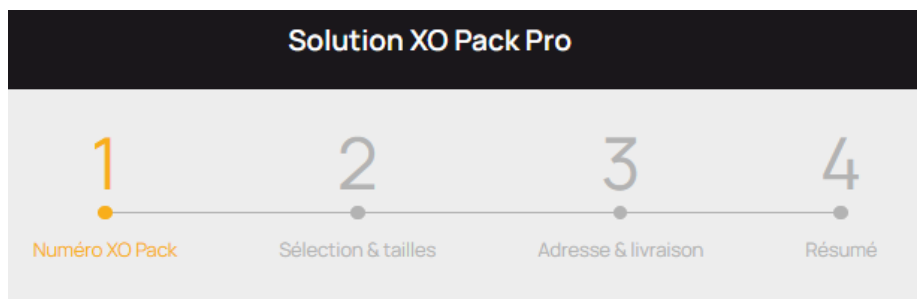 Solution XO Pack Pro
1 2 3 4
Numéro XO Pack Sélection & tailles Adresse & livraison Résumé